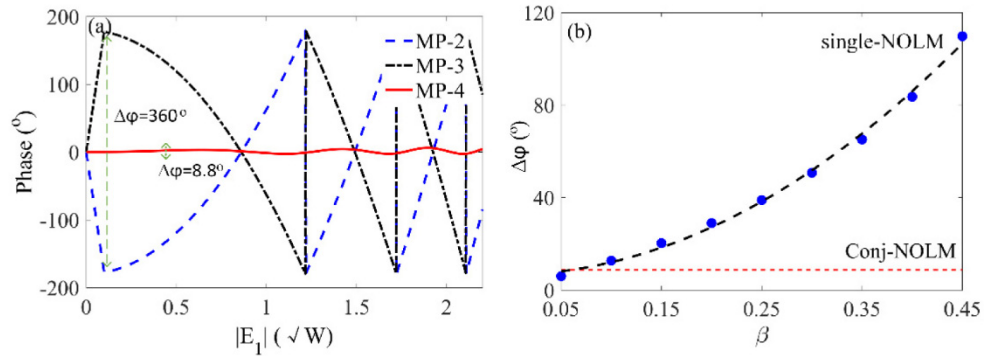 (a)
200
100
0
-100
-200
Phase (°)
MP-2
MP-3
MP-4
Δφ=360°
Δφ=8.8°
0
0.5
1
1.5
2
|E₁| ( √ W)
(b)
120
80
40
0
Δφ (°)
single-NOLM
Conj-NOLM
0.05
0.15
0.25
0.35
0.45
β